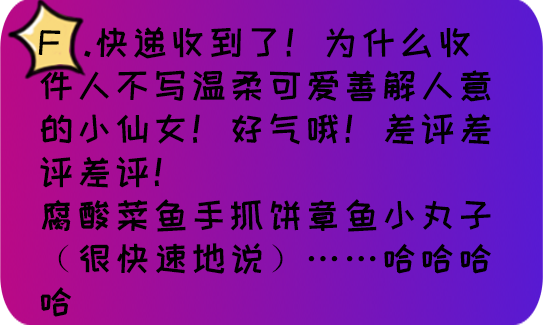 F.快递收到了！为什么收
件人不写温柔可爱善解人意
的小仙女！好气哦！差评差
评差评！
腐酸菜鱼手抓饼章鱼小丸子
（很快速地说）……哈哈哈
哈